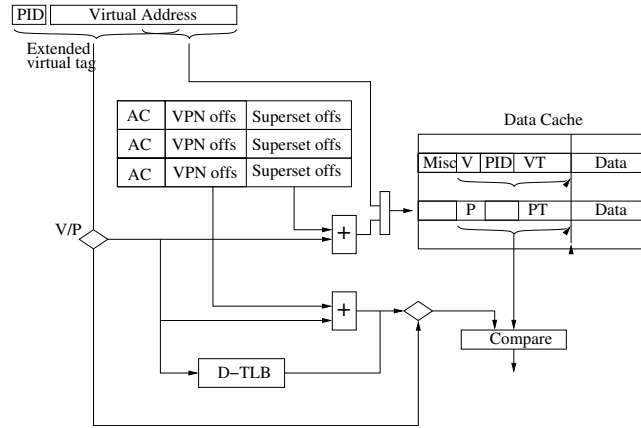 PID Virtual Address
Extended
virtual tag
AC VPN offs Superset offs
AC VPN offs Superset offs
AC VPN offs Superset offs
Data Cache
Misc V PID VT Data
P PT Data
V/P
+
+
D-TLB
Compare